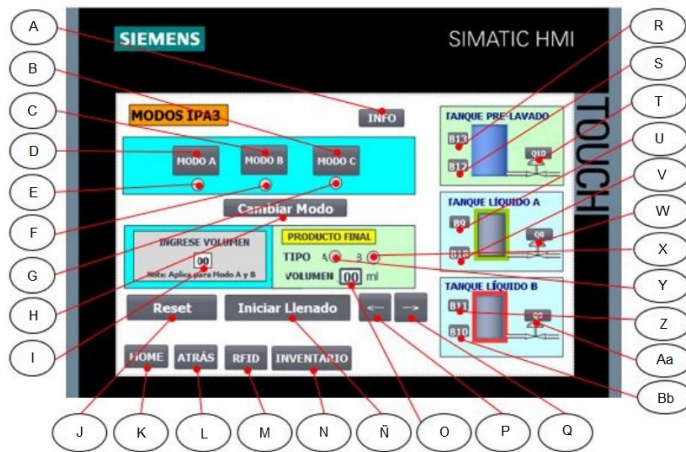 A
B
C
D
E
F
G
H
I
J
K
L
M
N
Ñ
O
P
Q
R
S
T
U
V
W
X
Y
Z
Aa
Bb
SIEMENS
SIMATIC HMI
TOUCH
MODOS IPA3
INFO
MODO A
MODO B
MODO C
Cambiar Modo
INGRESE VOLUMEN
00
Nota: Aplica para Modo A y B
PRODUCTO FINAL
TIPO A B
VOLUMEN 00 ml
Reset
Iniciar Llenado
<--
-->
HOME
ATRÁS
RFID
INVENTARIO
TANQUE PRE-LAVADO
B13
B12
Q10
TANQUE LÍQUIDO A
B9
Q8
TANQUE LÍQUIDO B
B11
B10